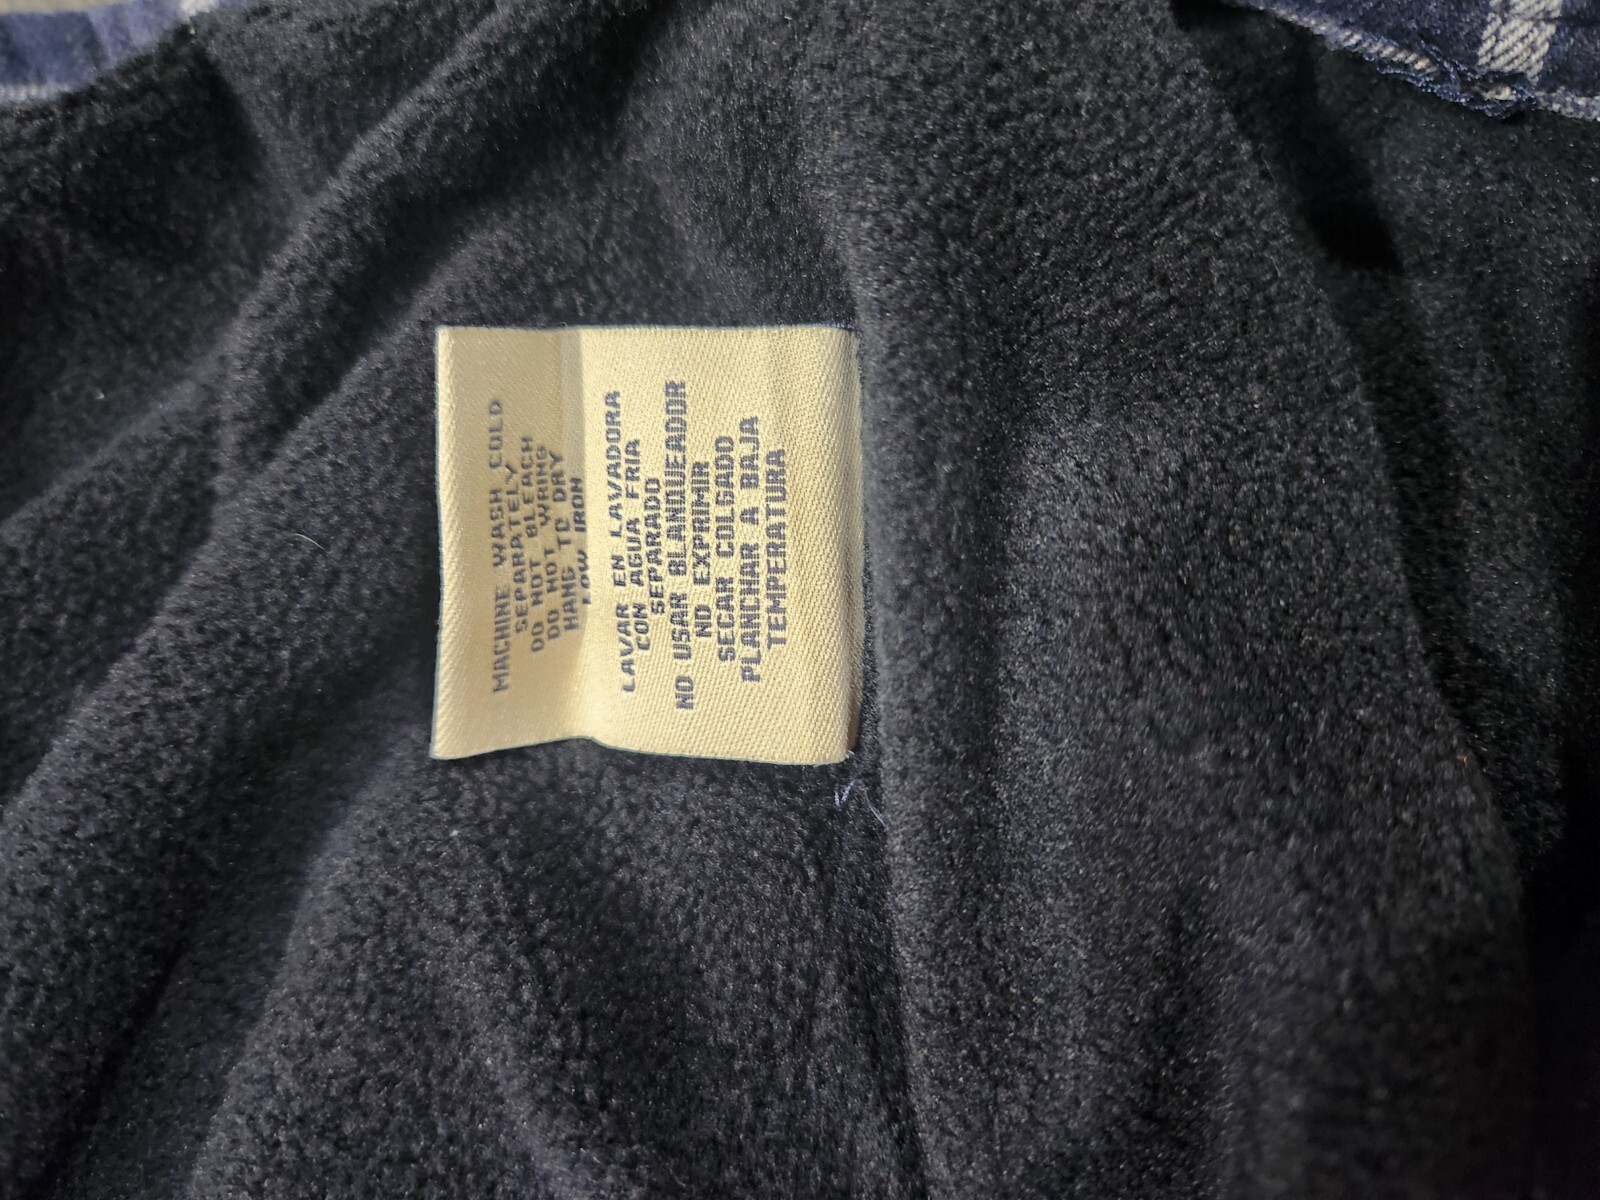 MACHINE WASH COLD
SEPARATELY
DO NOT BLEACH
DO NOT WRING
HANG TO DRY
LOW IRON
LAVAR EN LAVADORA
CON AGUA FRIA
SEPARADO
NO USAR BLANQUEADOR
NO EXPRIMIR
SECAR COLGADO
PLANCHAR A BAJA
TEMPERATURA